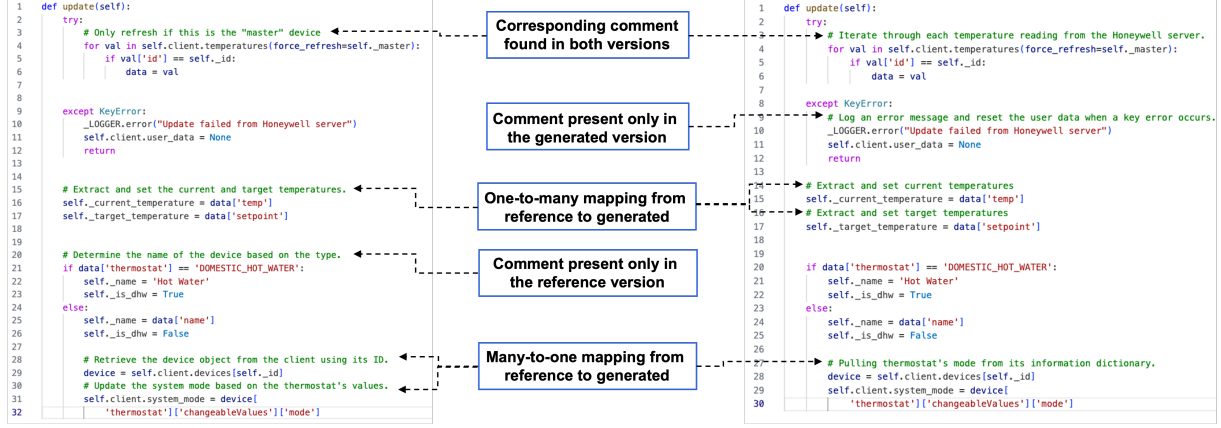 1 def update(self):
2 try:
3 # Only refresh if this is the "master" device
4 for val in self.client.temperatures(force_refresh=self._master):
5 if val['id'] == self._id:
6 data = val
7
8
9 except KeyError:
10 _LOGGER.error("Update failed from Honeywell server")
11 self.client.user_data = None
12 return
13
14
15 # Extract and set the current and target temperatures.
16 self._current_temperature = data['temp']
17 self._target_temperature = data['setpoint']
18
19
20 # Determine the name of the device based on the type.
21 if data['thermostat'] == 'DOMESTIC_HOT_WATER':
22 self._name = 'Hot Water'
23 self._is_dhw = True
24 else:
25 self._name = data['name']
26 self._is_dhw = False
27
28 # Retrieve the device object from the client using its ID.
29 device = self.client.devices[self._id]
30 # Update the system mode based on the thermostat's values.
31 self.client.system_mode = device[
32 'thermostat']['changeableValues']['mode']
Corresponding comment
found in both versions
Comment present only in
the generated version
One-to-many mapping from
reference to generated
Comment present only in
the reference version
Many-to-one mapping from
reference to generated
1 def update(self):
2 try:
3 # Iterate through each temperature reading from the Honeywell server.
4 for val in self.client.temperatures(force_refresh=self._master):
5 if val['id'] == self._id:
6 data = val
7
8 except KeyError:
9 # Log an error message and reset the user data when a key error occurs.
10 _LOGGER.error("Update failed from Honeywell server")
11 self.client.user_data = None
12 return
13
14 # Extract and set current temperatures
15 self._current_temperature = data['temp']
16 # Extract and set target temperatures
17 self._target_temperature = data['setpoint']
18
19
20 if data['thermostat'] == 'DOMESTIC_HOT_WATER':
21 self._name = 'Hot Water'
22 self._is_dhw = True
23 else:
24 self._name = data['name']
25 self._is_dhw = False
26
27 # Pulling thermostat's mode from its information dictionary.
28 device = self.client.devices[self._id]
29 self.client.system_mode = device[
30 'thermostat']['changeableValues']['mode']